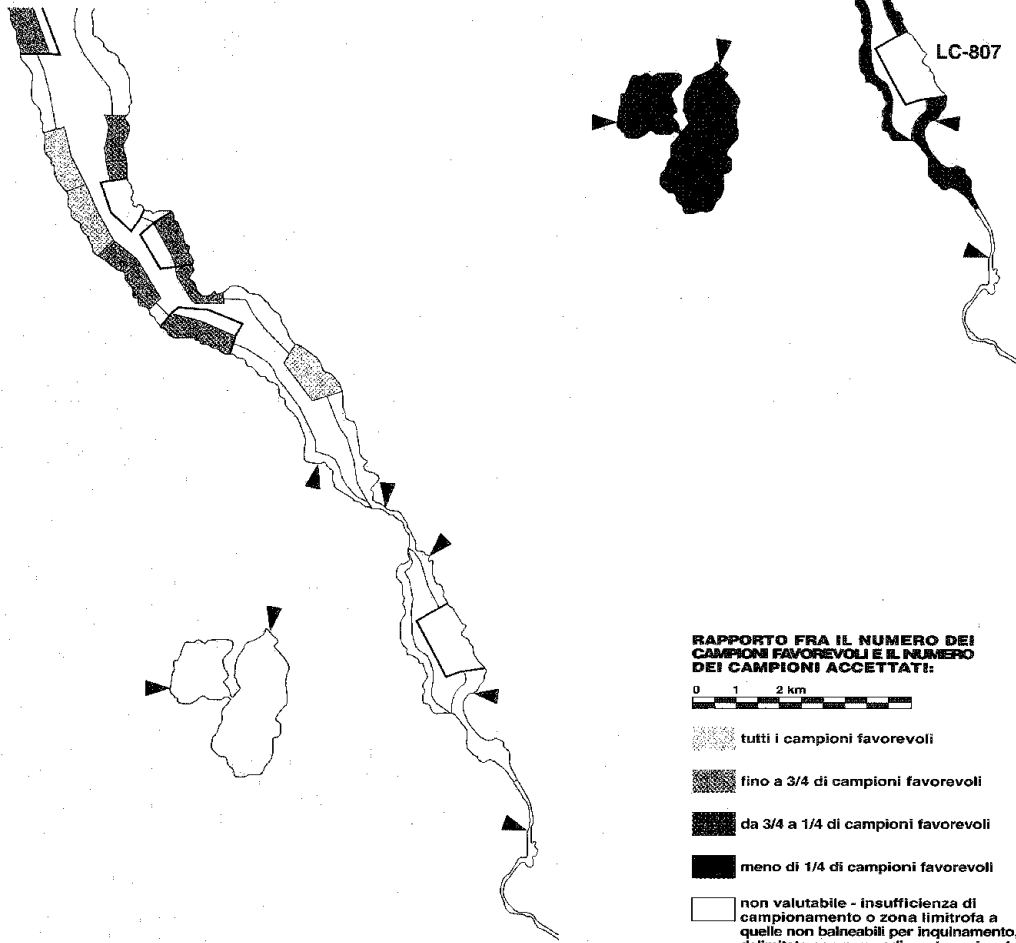 LC-807
RAPPORTO FRA IL NUMERO DEI
CAMPIONI FAVOREVOLI E IL NUMERO
DEI CAMPIONI ACCETTATI:
0 1 2 km
tutti i campioni favorevoli
fino a 3/4 di campioni favorevoli
da 3/4 a 1/4 di campioni favorevoli
meno di 1/4 di campioni favorevoli
non valutabile - insufficienza di
campionamento o zona limitrofa a
quelle non balneabili per inquinamento,